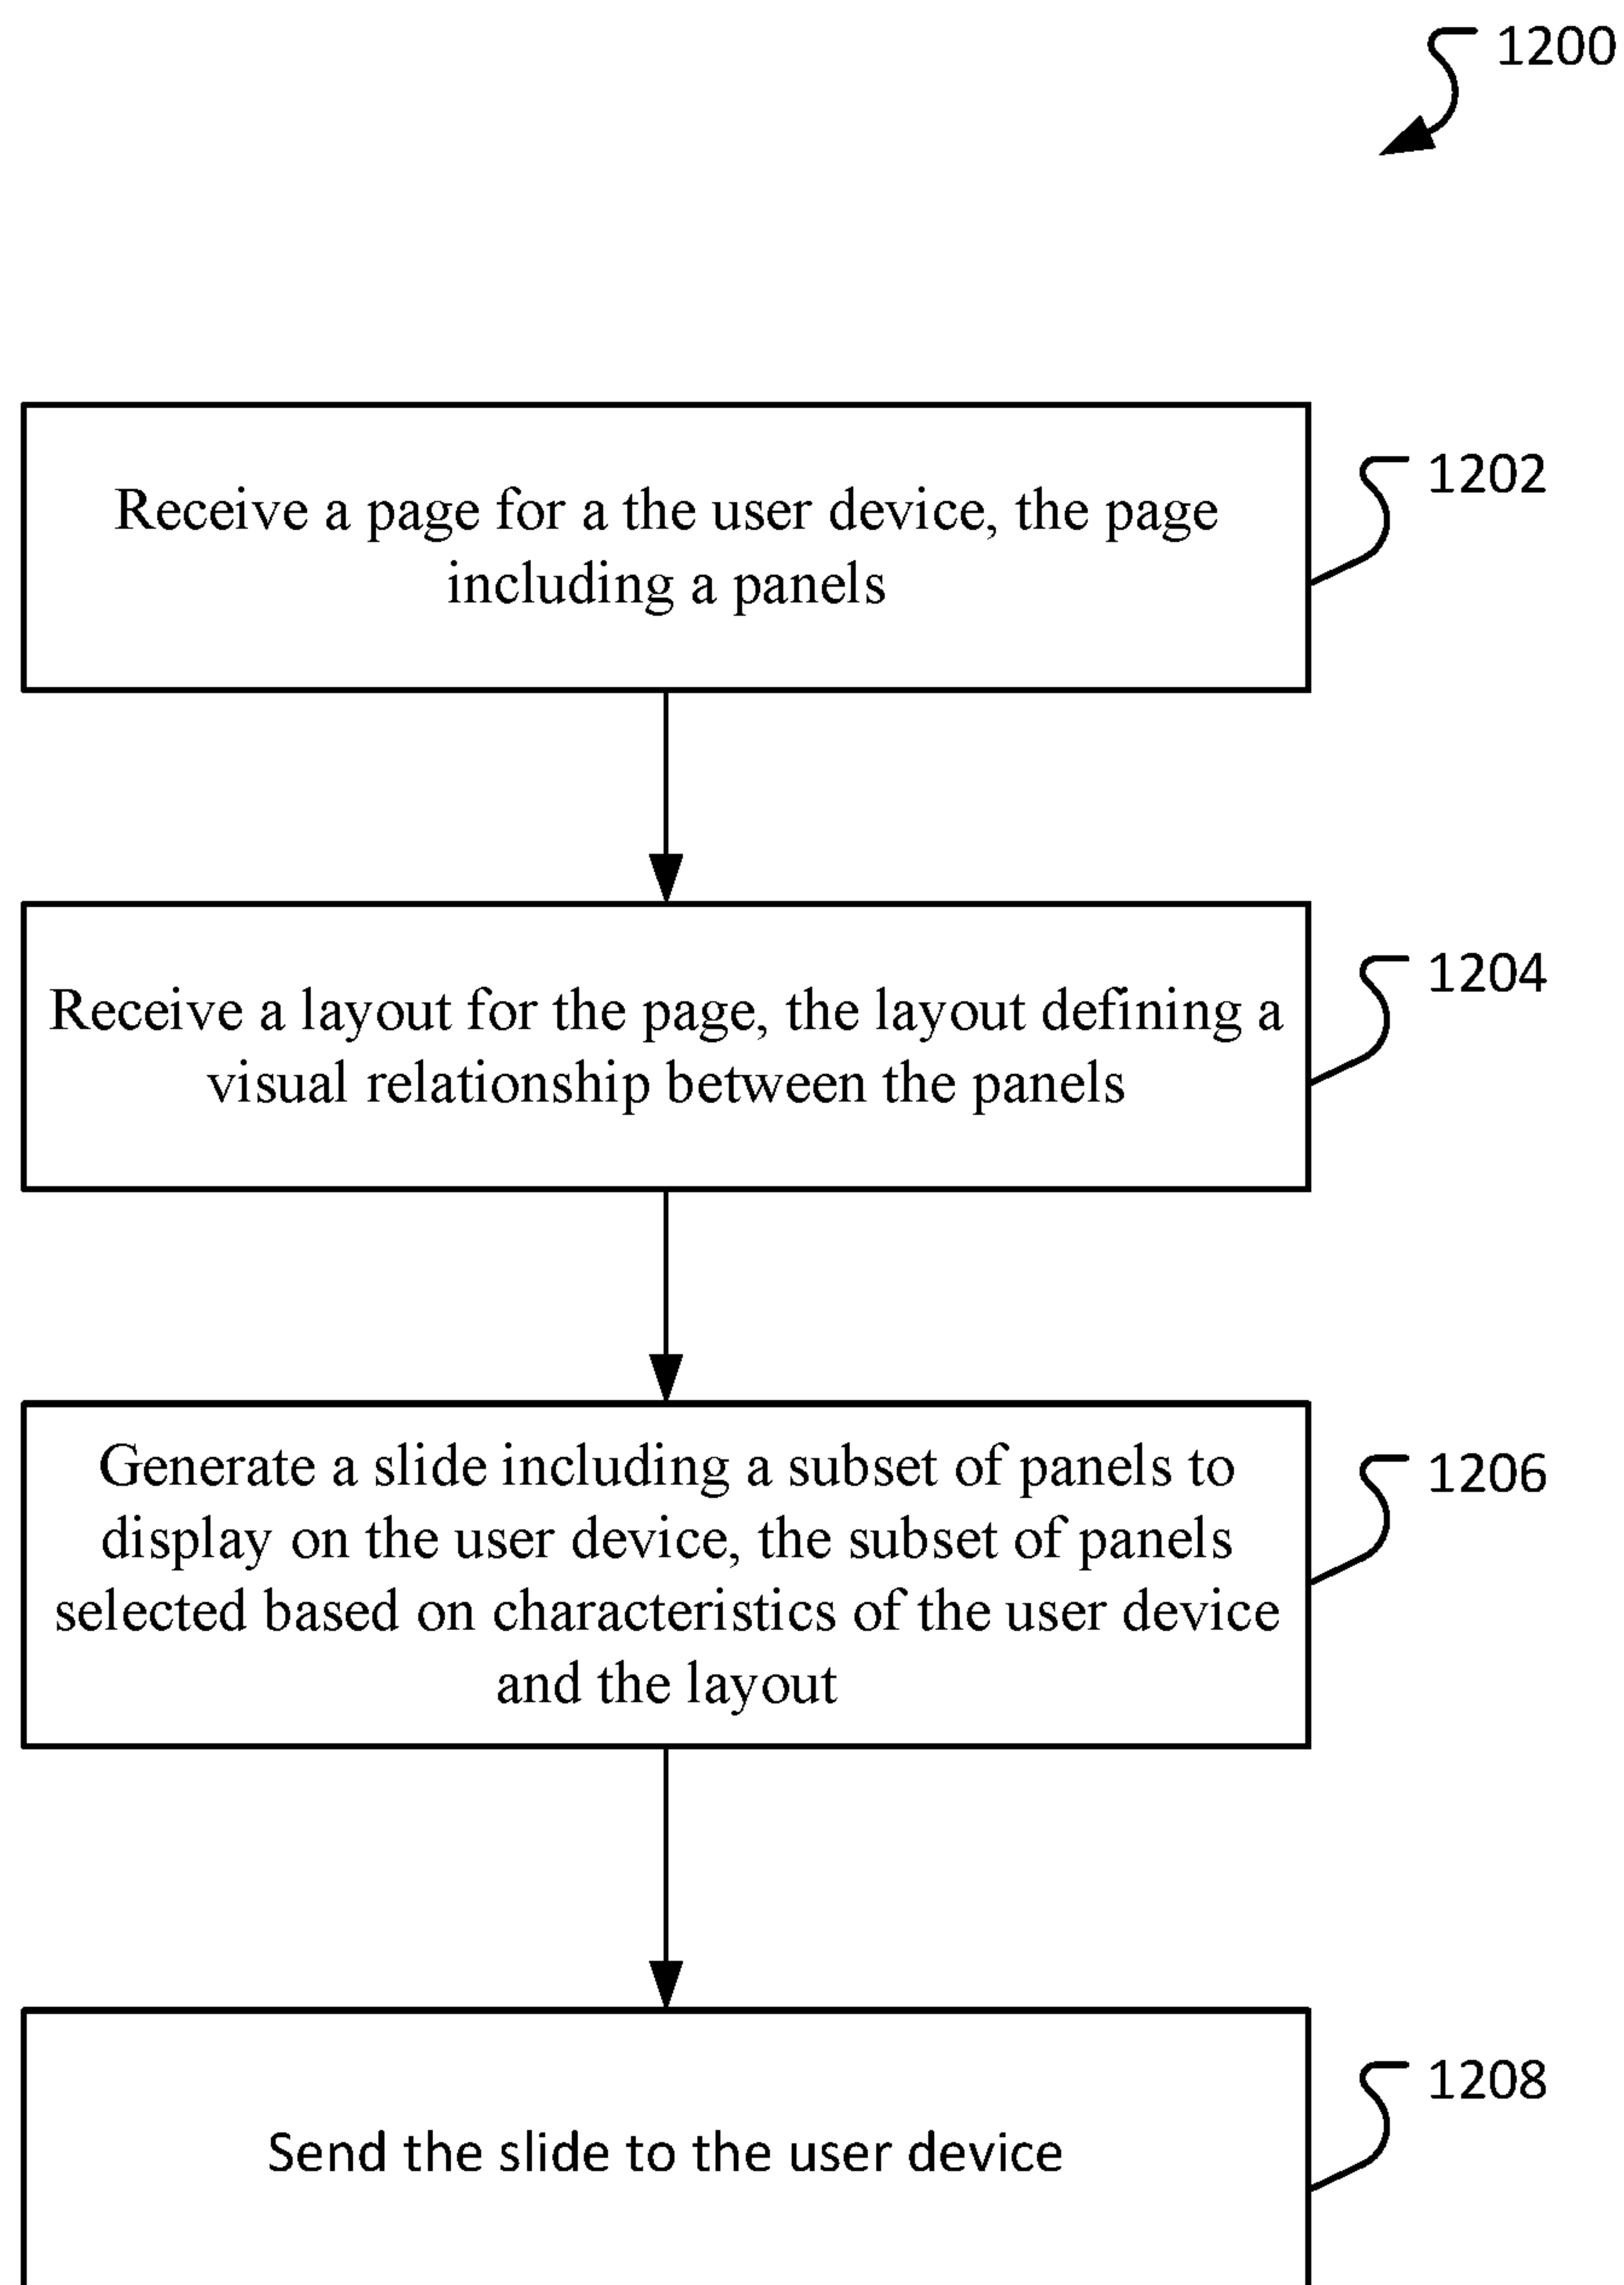 1200
Receive a page for a the user device, the page
including a panels
1202
Receive a layout for the page, the layout defining a
visual relationship between the panels
1204
Generate a slide including a subset of panels to
display on the user device, the subset of panels
selected based on characteristics of the user device
and the layout
1206
Send the slide to the user device
1208